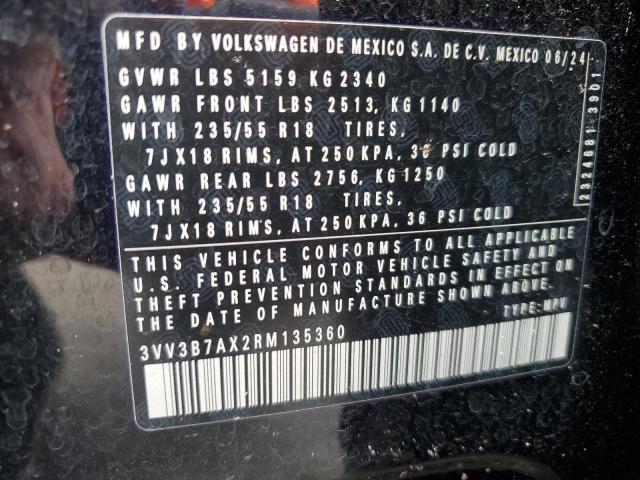 MFD BY VOLKSWAGEN DE MEXICO S.A. DE C.V. MEXICO 06/24
GVWR LBS 5159 KG 2340
GAWR FRONT LBS 2513, KG 1140
WITH 235/55 R18 TIRES,
7JX18 RIMS, AT 250 KPA, 36 PSI COLD
GAWR REAR LBS 2756, KG 1250
WITH 235/55 R18 TIRES,
7JX18 RIMS, AT 250 KPA, 36 PSI COLD
THIS VEHICLE CONFORMS TO ALL APPLICABLE
U.S. FEDERAL MOTOR VEHICLE SAFETY AND
THEFT PREVENTION STANDARDS IN EFFECT ON
THE DATE OF MANUFACTURE SHOWN ABOVE.
TYPE-MPV
3VV3B7AX2RM135360
2324081 3901